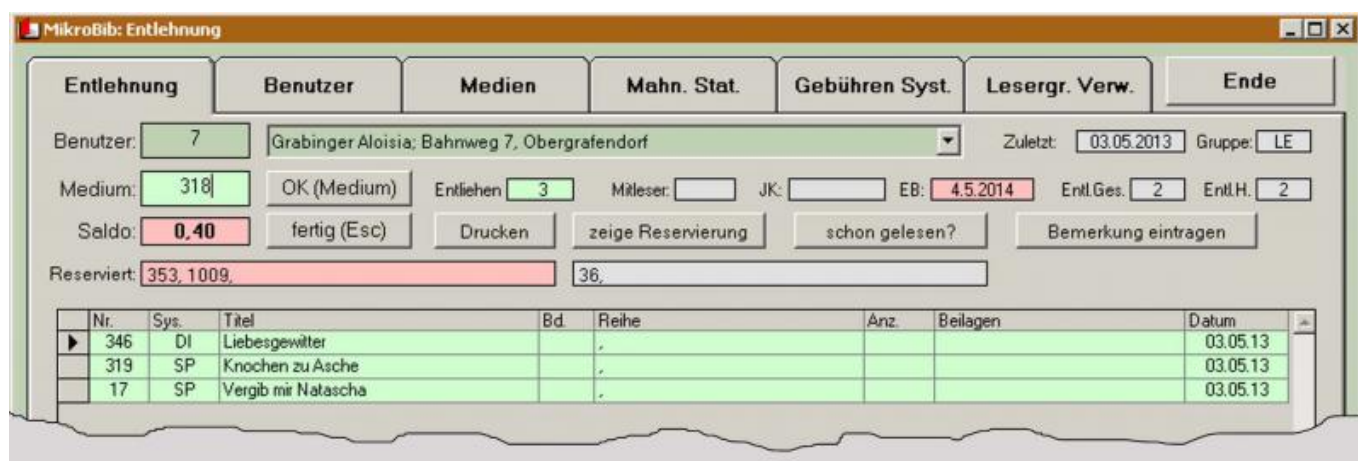 MikroBib: Entlehnung
Entlehnung Benutzer Medien Mahn. Stat. Gebühren Syst. Lesergr. Verw. Ende
Benutzer: 7 Grabinger Aloisia; Bahnweg 7, Obergrafendorf Zuletzt: 03.05.2013 Gruppe: LE
Medium: 318 OK (Medium) Entliehen 3 Mitleser: JK: EB: 4.5.2014 Entl.Ges. 2 Entl.H. 2
Saldo: 0,40 fertig (Esc) Drucken zeige Reservierung schon gelesen? Bemerkung eintragen
Reserviert: 353, 1009, 36,
Nr. Sys. Titel Bd. Reihe Anz. Beilagen Datum
346 DI Liebesgewitter , 03.05.13
319 SP Knochen zu Asche , 03.05.13
17 SP Vergib mir Natascha , 03.05.13